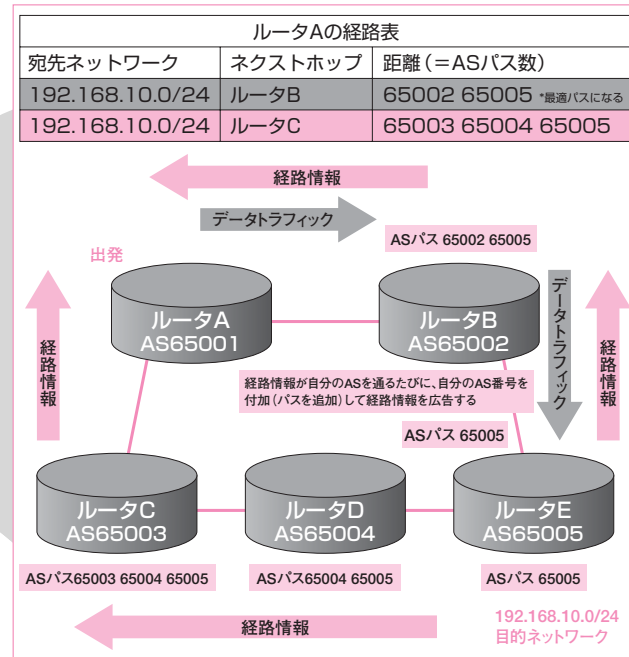 ルータAの経路表
宛先ネットワーク ネクストホップ 距離(=ASパス数)
192.168.10.0/24 ルータB 65002 65005 *最適パスになる
192.168.10.0/24 ルータC 65003 65004 65005
経路情報
データトラフィック
ASパス 65002 65005
出発
ルータA
AS65001
ルータB
AS65002
経路情報
データトラフィック
経路情報
経路情報が自分のASを通るたびに、自分のAS番号を
付加(パスを追加)して経路情報を広告する
ASパス 65005
ルータC
AS65003
ルータD
AS65004
ルータE
AS65005
ASパス65003 65004 65005
ASパス65004 65005
ASパス 65005
経路情報
192.168.10.0/24
目的ネットワーク